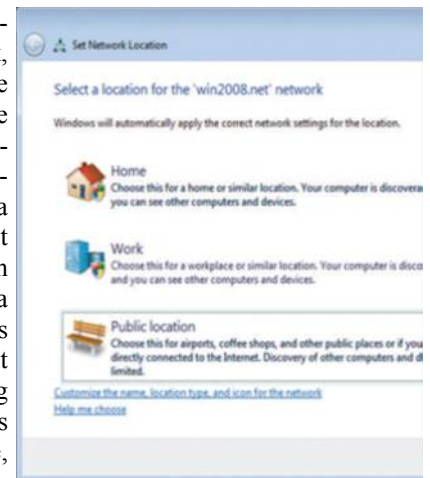 -
,
e
e
-
-
a
t
n
a
s
t
g
s
,
Set Network Location
Select a location for the 'win2008.net' network
Windows will automatically apply the correct network settings for the location.
Home
Choose this for a home or similar location. Your computer is discovera
you can see other computers and devices.
Work
Choose this for a workplace or similar location. Your computer is disco
and you can see other computers and devices.
Public location
Choose this for airports, coffee shops, and other public places or if you
directly connected to the Internet. Discovery of other computers and d
limited.
Customize the name, location type, and icon for the network
Help me choose